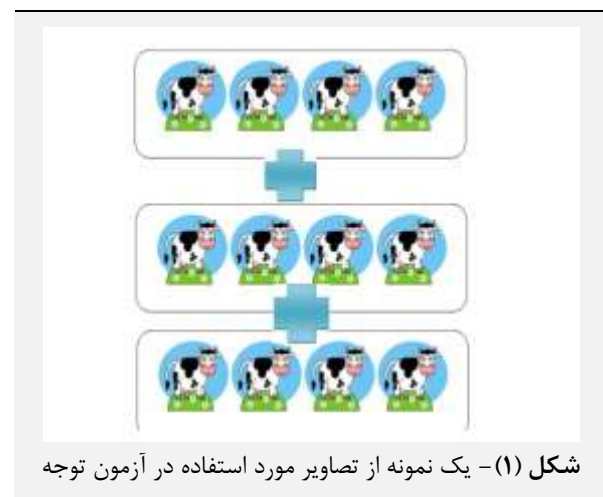 شکل (۱)- یک نمونه از تصاویر مورد استفاده در آزمون توجه